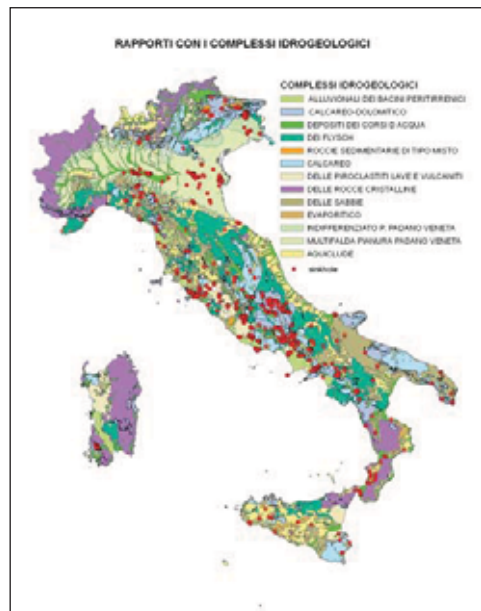 RAPPORTI CON I COMPLESSI IDROGEOLOGICI
COMPLESSI IDROGEOLOGICI
ALLUVIONALI DEI BACINI PERITIRRENICI
CALCAREO-DOLOMITICO
DEPOSITI DEI CORSI D'ACQUA
DEI FLYSCH
ROCCIE SEDIMENTARIE DI TIPO MISTO
CALCAREO
DELLE PIROCLASTITI LAVE E VULCANITI
DELLE ROCCE CRISTALLINE
DELLE SABBIE
EVAPORITICO
INDIFFERENZIATO P. PADANO VENETA
MULTIFALDA PIANURA PADANO VENETA
AQUICLUDE
sinkhole